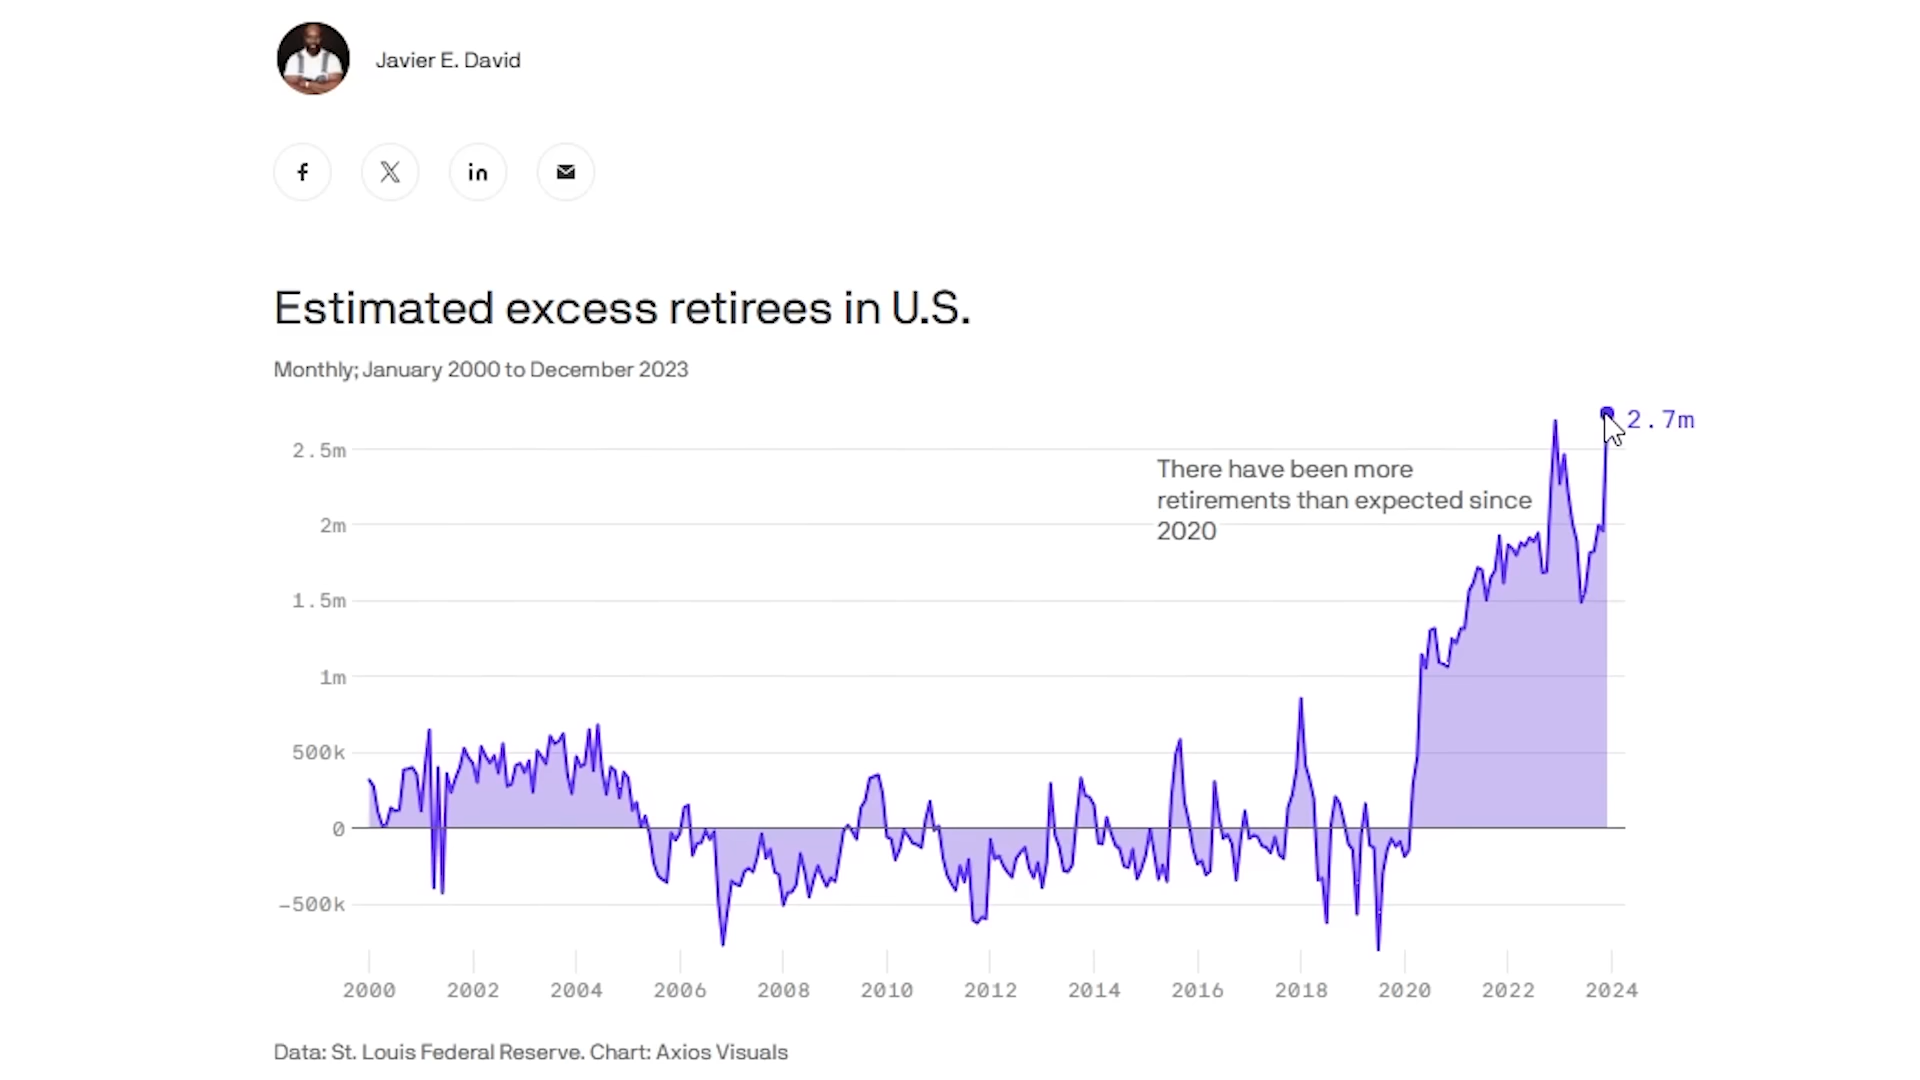 Javier E. David
f
X
in
Estimated excess retirees in U.S.
Monthly; January 2000 to December 2023
2.7m
2.5m
There have been more
retirements than expected since
2m
2020
1.5m
1m
500k
0
−500k
2000 2002 2004 2006 2008 2010 2012 2014 2016 2018 2020 2022 2024
Data: St. Louis Federal Reserve. Chart: Axios Visuals